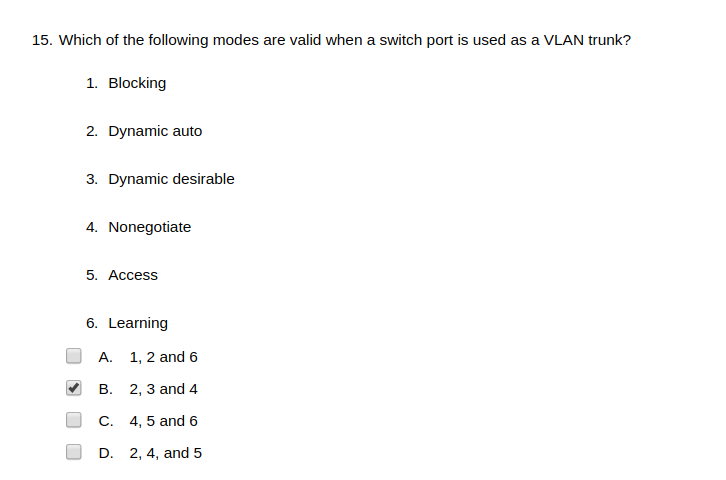 15. Which of the following modes are valid when a switch port is used as a VLAN trunk?
1. Blocking
2. Dynamic auto
3. Dynamic desirable
4. Nonegotiate
5. Access
6. Learning
A. 1, 2 and 6
B. 2, 3 and 4
C. 4, 5 and 6
D. 2, 4, and 5